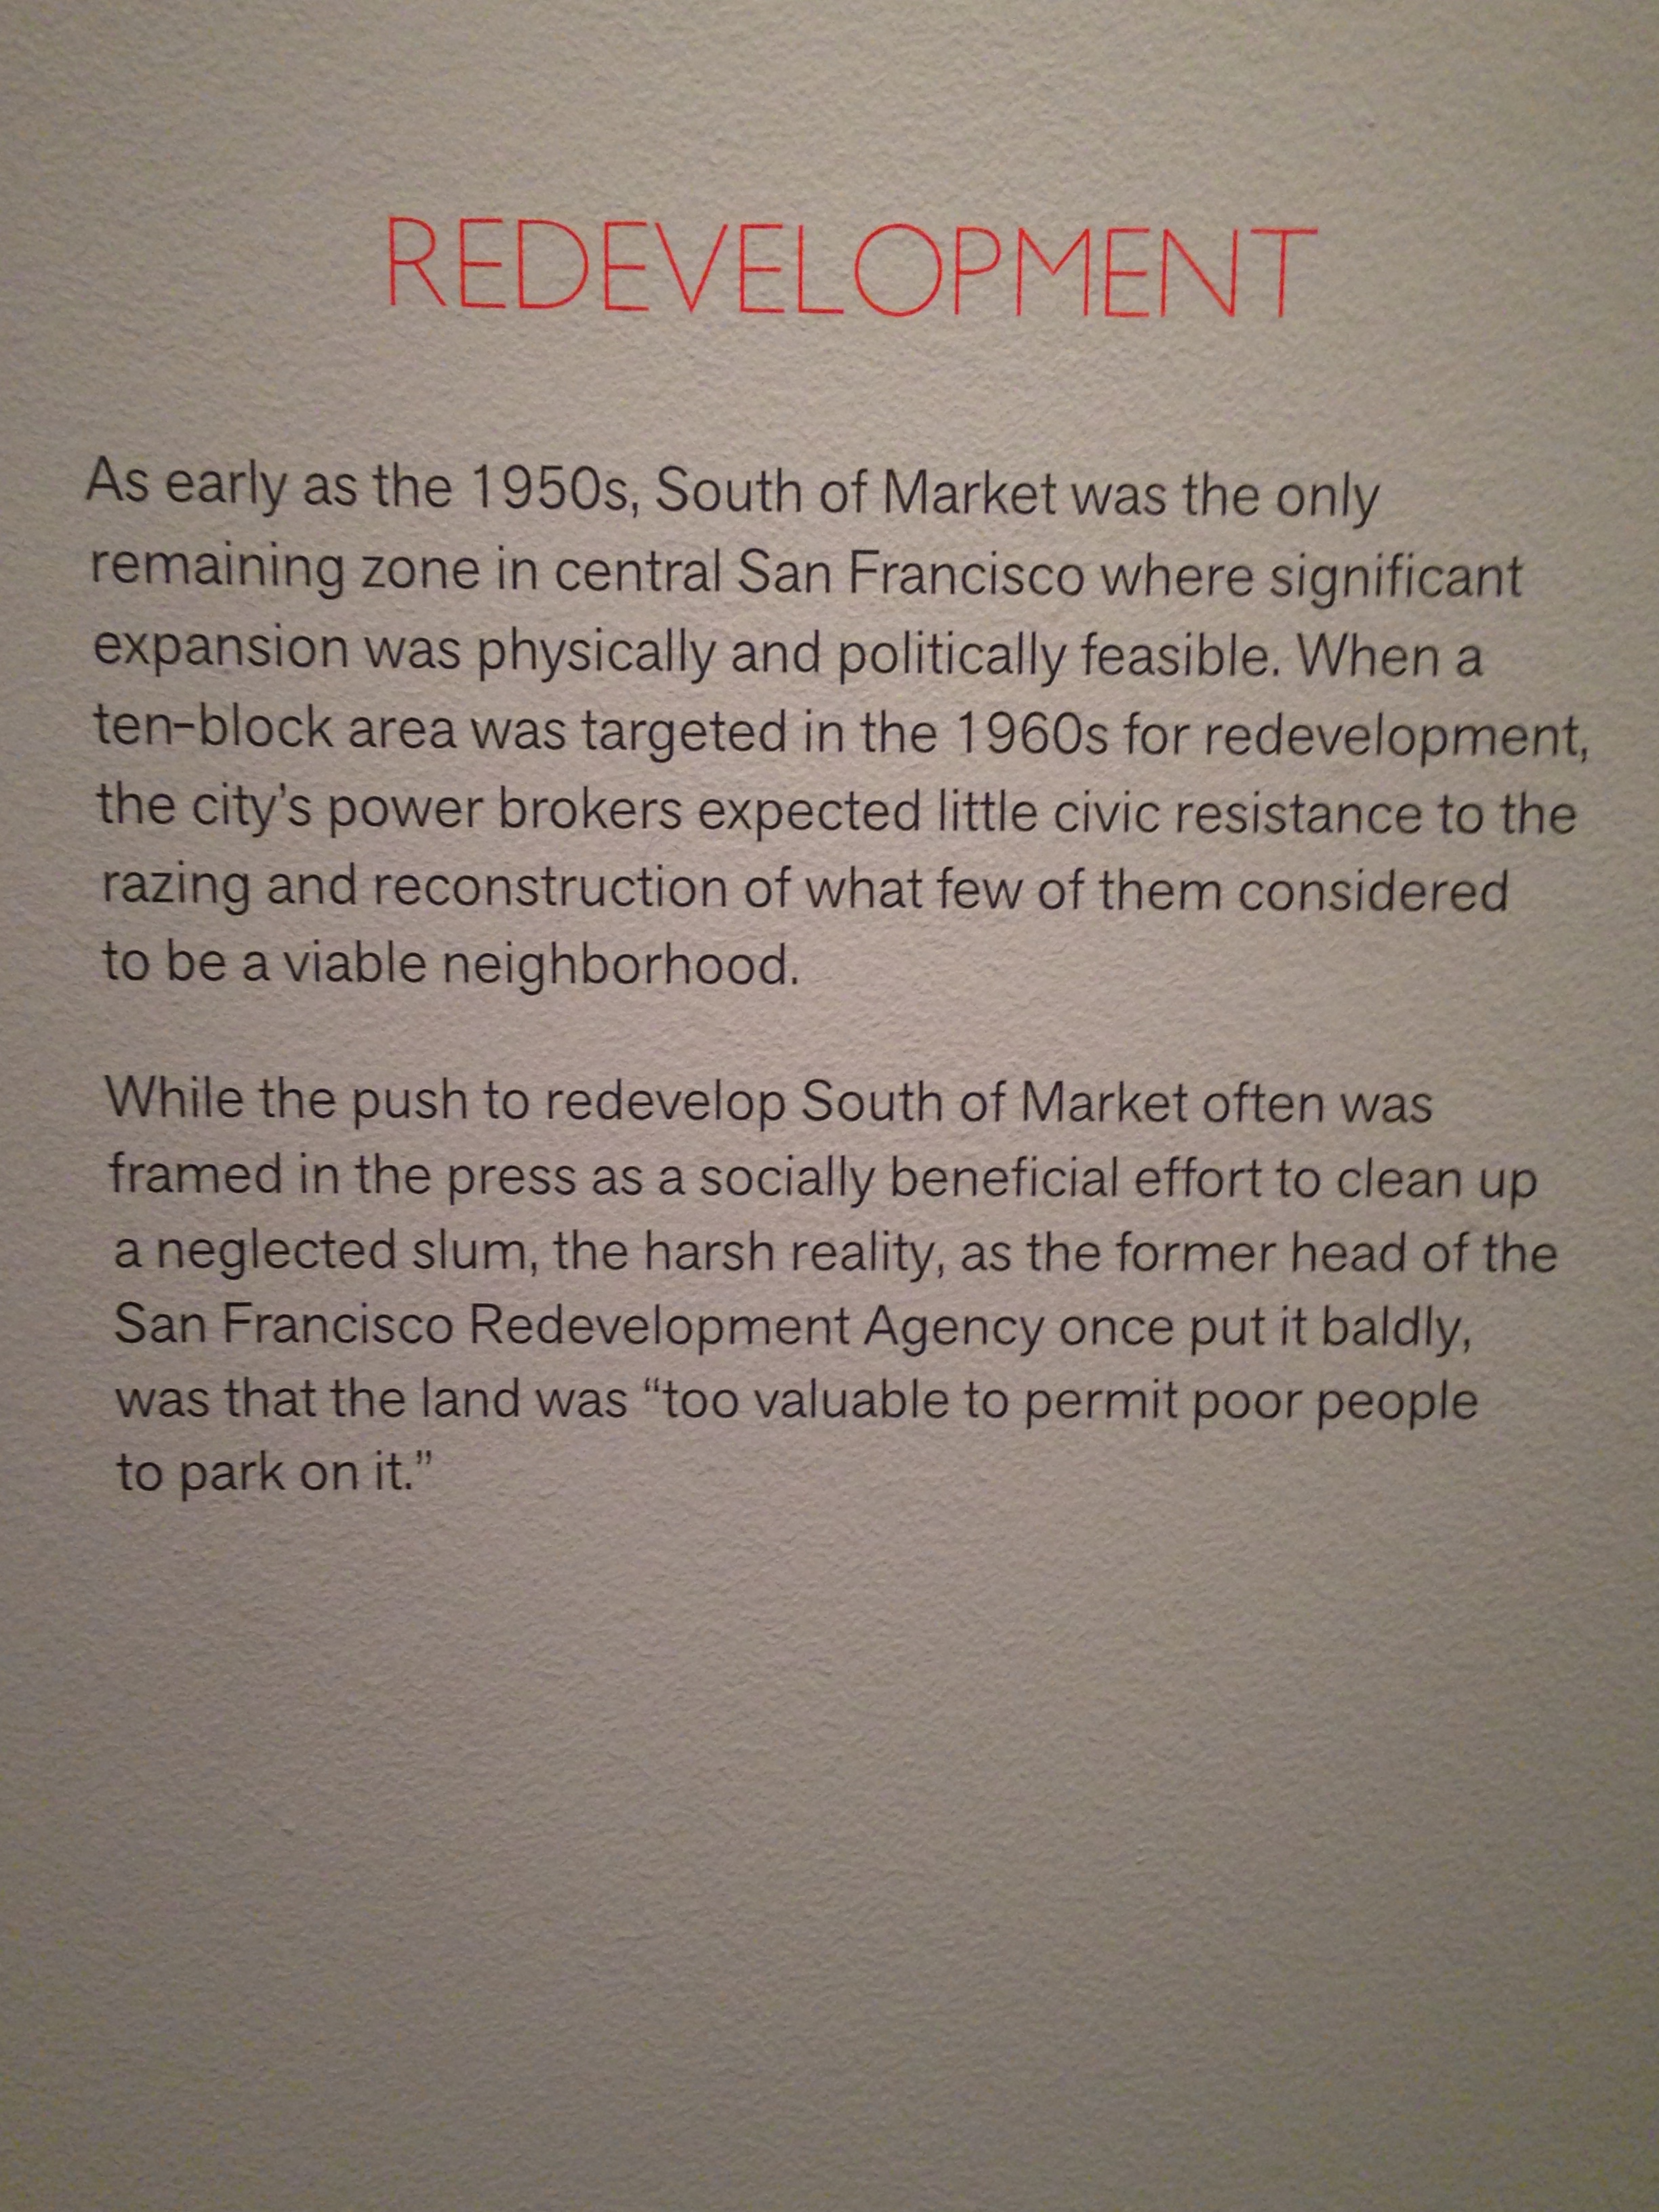 REDEVELOPMENT
As early as the 1950s, South of Market was the only
remaining zone in central San Francisco where significant
expansion was physically and politically feasible. When a
ten-block area was targeted in the 1960s for redevelopment,
the city’s power brokers expected little civic resistance to the
razing and reconstruction of what few of them considered
to be a viable neighborhood.
While the push to redevelop South of Market often was
framed in the press as a socially beneficial effort to clean up
a neglected slum, the harsh reality, as the former head of the
San Francisco Redevelopment Agency once put it baldly,
was that the land was “too valuable to permit poor people
to park on it.”